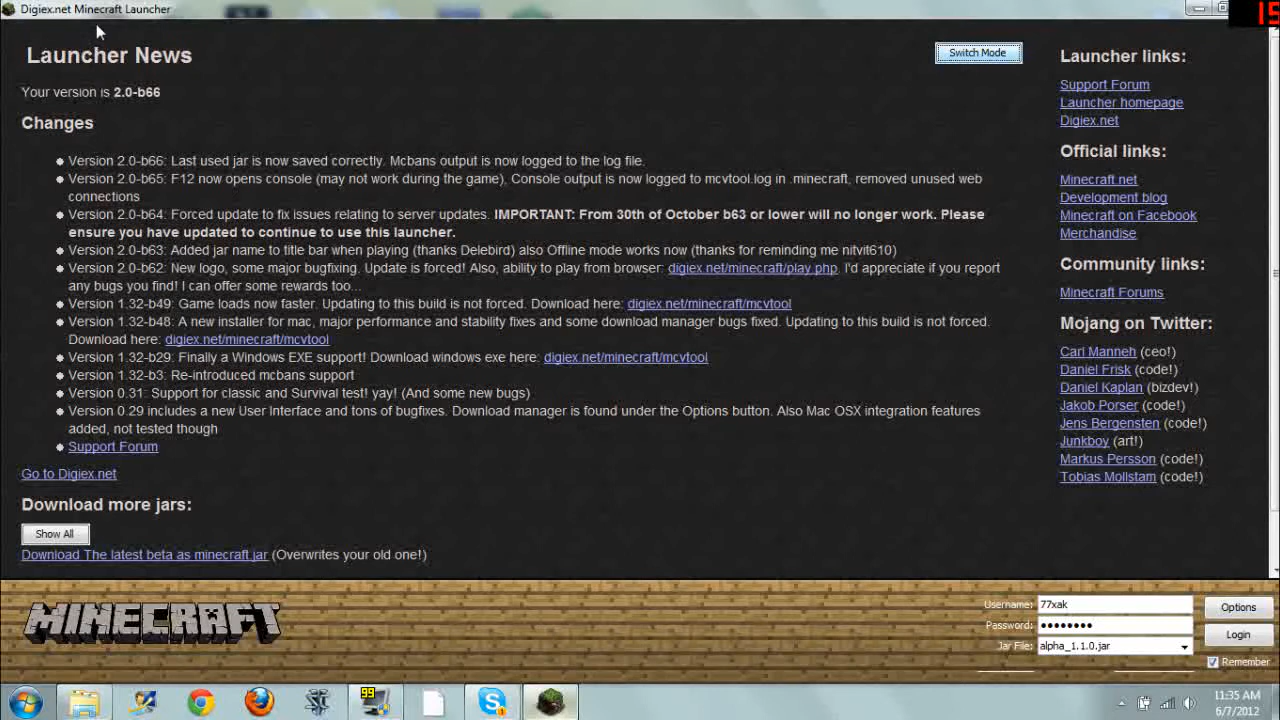 Digiex.net Minecraft Launcher
Launcher News
Switch Mode
Your version is 2.0-b66
Changes
Version 2.0-b66: Last used jar is now saved correctly. Mcbans output is now logged to the log file.
Version 2.0-b65: F12 now opens console (may not work during the game), Console output is now logged to mcvtool.log in .minecraft, removed unused web
connections
Version 2.0-b64: Forced update to fix issues relating to server updates. IMPORTANT: From 30th of October b63 or lower will no longer work. Please
ensure you have updated to continue to use this launcher.
Version 2.0-b63: Added jar name to title bar when playing (thanks Delebird) also Offline mode works now (thanks for reminding me nitvit610)
Version 2.0-b62: New logo, some major bugfixing. Update is forced! Also, ability to play from browser: digiex.net/minecraft/play.php. I'd appreciate if you report
any bugs you find! I can offer some rewards too...
Version 1.32-b49: Game loads now faster. Updating to this build is not forced. Download here: digiex.net/minecraft/mcvtool
Version 1.32-b48: A new installer for mac, major performance and stability fixes and some download manager bugs fixed. Updating to this build is not forced.
Download here: digiex.net/minecraft/mcvtool
Version 1.32-b29: Finally a Windows EXE support! Download windows exe here: digiex.net/minecraft/mcvtool
Version 1.32-b3: Re-introduced mcbans support
Version 0.31: Support for classic and Survival test! yay! (And some new bugs)
Version 0.29 includes a new User Interface and tons of bugfixes. Download manager is found under the Options button. Also Mac OSX integration features
added, not tested though
Support Forum
Go to Digiex.net
Download more jars:
Show All
Download The latest beta as minecraft.jar (Overwrites your old one!)
Launcher links:
Support Forum
Launcher homepage
Digiex.net
Official links:
Minecraft.net
Development blog
Minecraft on Facebook
Merchandise
Community links:
Minecraft Forums
Mojang on Twitter:
Carl Manneh (ceo!)
Daniel Frisk (code!)
Daniel Kaplan (bizdev!)
Jakob Porser (code!)
Jens Bergensten (code!)
Junkboy (art!)
Markus Persson (code!)
Tobias Mollstam (code!)
MINECRAFT
Username: 77xak
Options
Password: ●●●●●●●●
Login
Jar File: alpha_1.1.0.jar
Remember
99
11:35 AM
6/7/2012